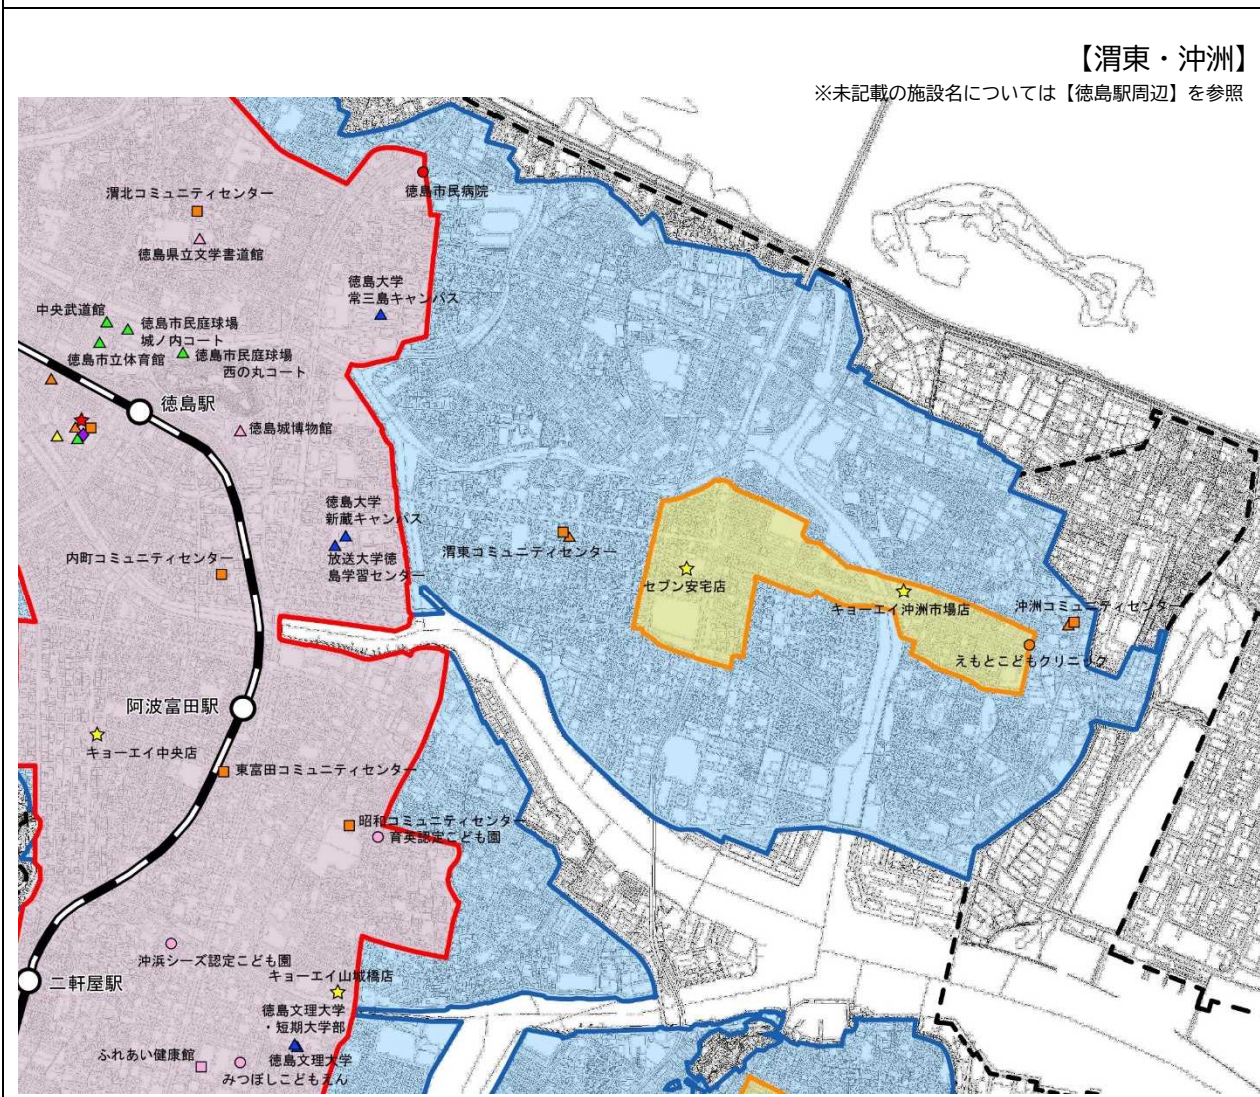 【渭東・沖洲】
※未記載の施設名については【徳島駅周辺】を参照
徳島市民病院
渭北コミュニティセンター
徳島県立文学書道館
徳島大学
常三島キャンパス
中央武道館
徳島市民庭球場
城ノ内コート
徳島市立体育館
徳島市民庭球場
西の丸コート
徳島駅
徳島城博物館
徳島大学
新蔵キャンパス
放送大学徳
島学習センター
内町コミュニティセンター
渭東コミュニティセンター
セブン安宅店
キョーエイ沖洲市場店
沖洲コミュニティセンター
えもとこどもクリニック
阿波富田駅
キョーエイ中央店
東富田コミュニティセンター
昭和コミュニティセンター
育英認定こども園
沖浜シーズ認定こども園
キョーエイ山城橋店
二軒屋駅
徳島文理大学
・短期大学部
徳島文理大学
ふれあい健康館
みつぼしこどもえん